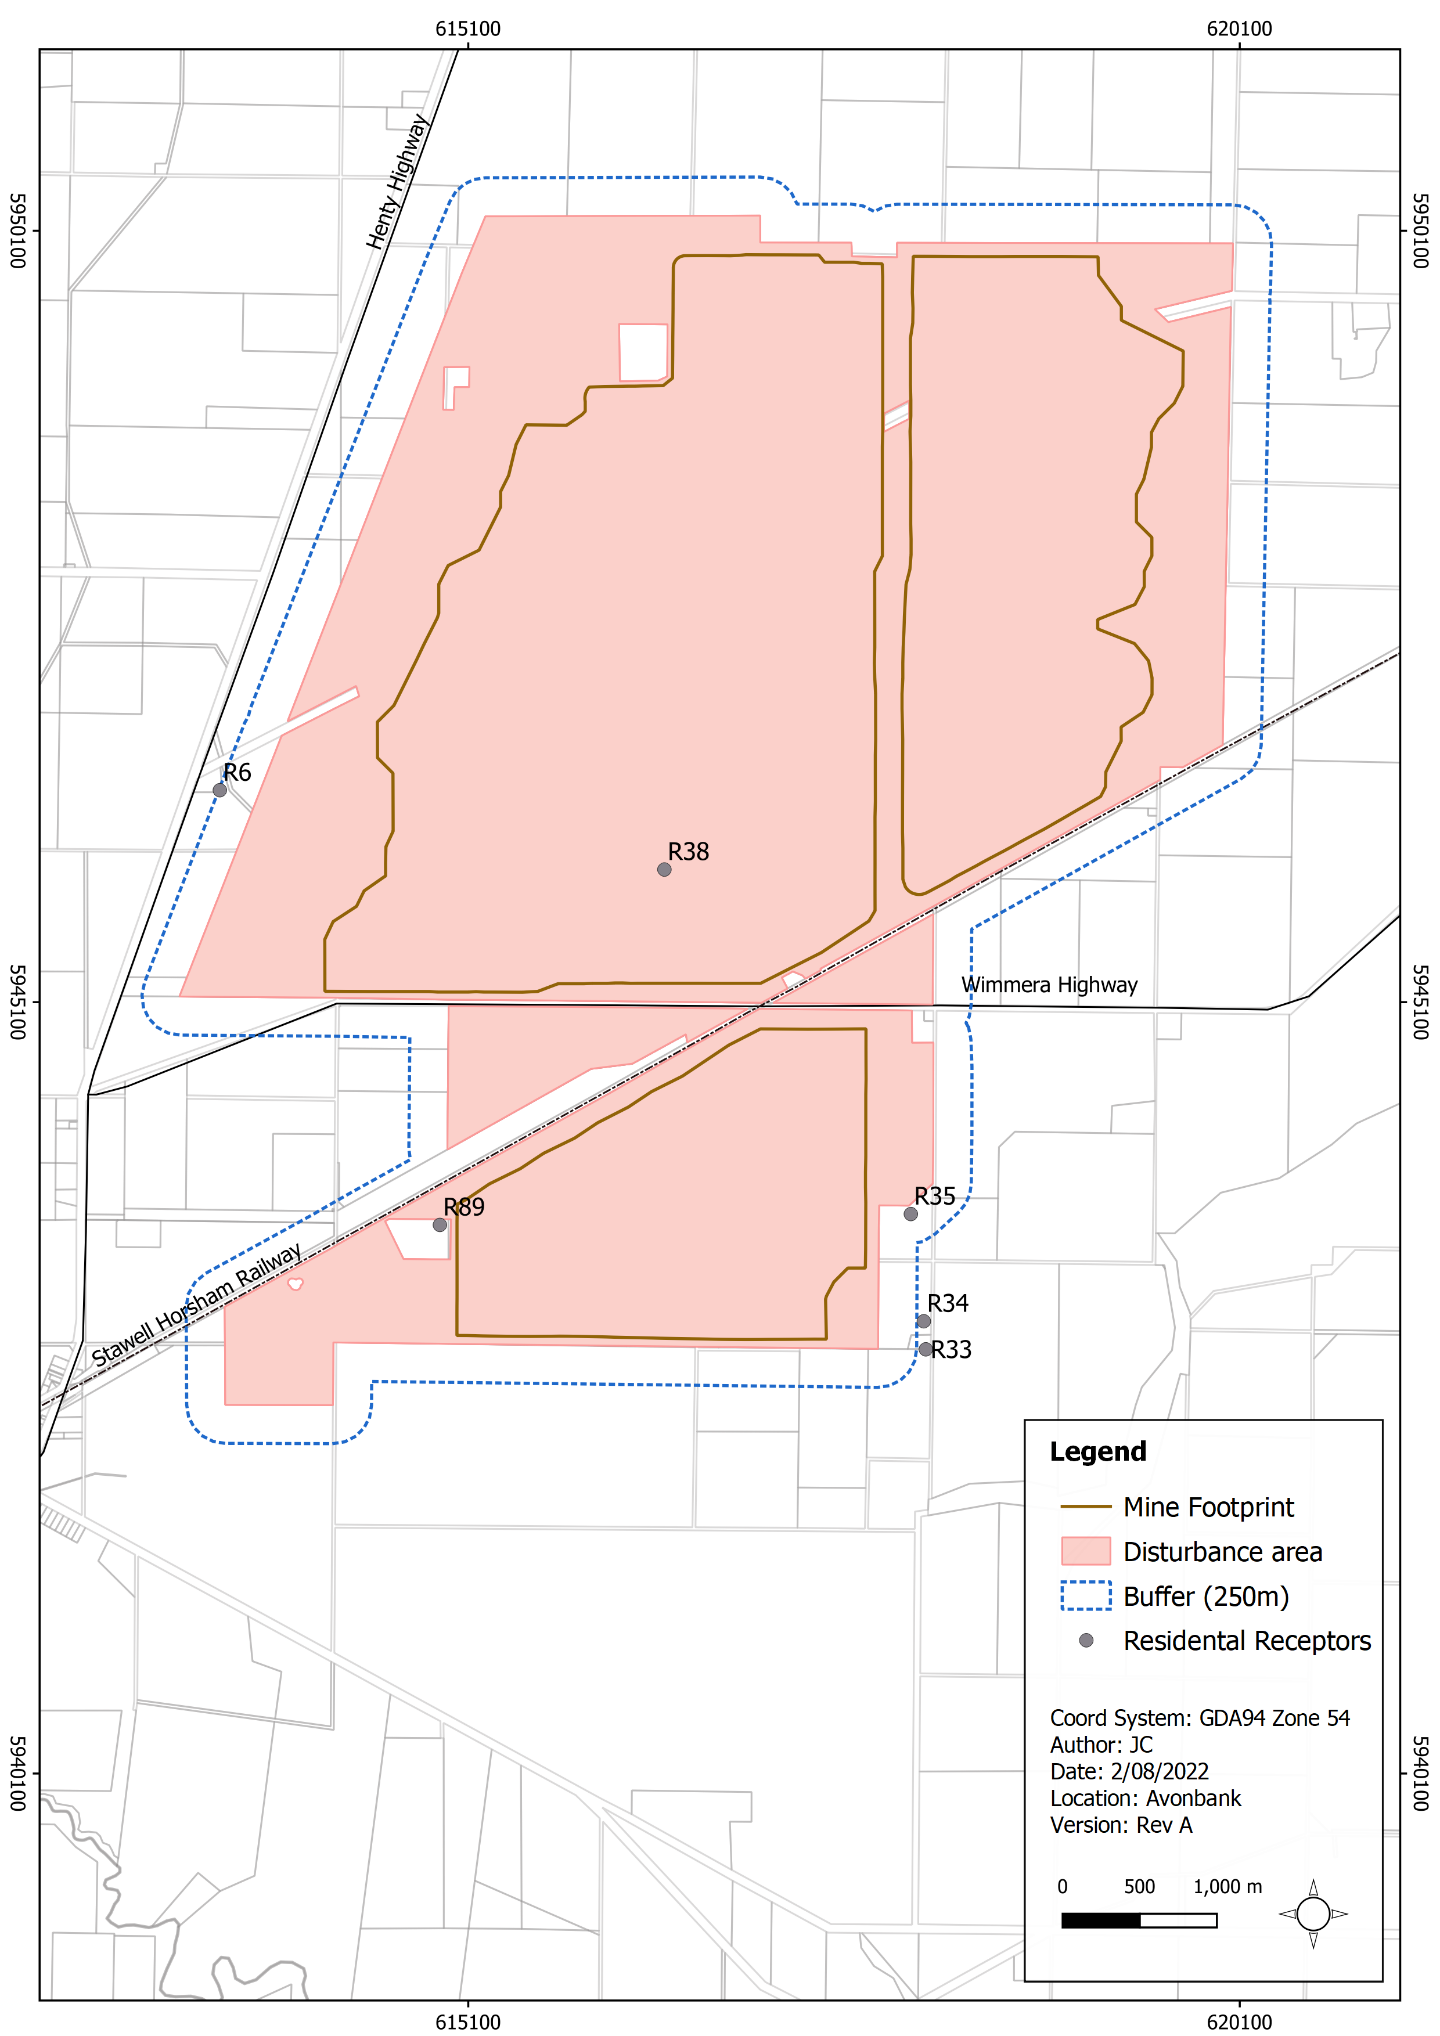 615100
620100
5950100
5950100
Henty Highway
R6
R38
5945100
5945100
Wimmera Highway
R35
R89
Stawell Horsham Railway
R34
R33
Legend
Mine Footprint
Disturbance area
Buffer (250m)
Residental Receptors
Coord System: GDA94 Zone 54
Author: JC
Date: 2/08/2022
Location: Avonbank
Version: Rev A
0 500 1,000 m
5940100
5940100
615100
620100